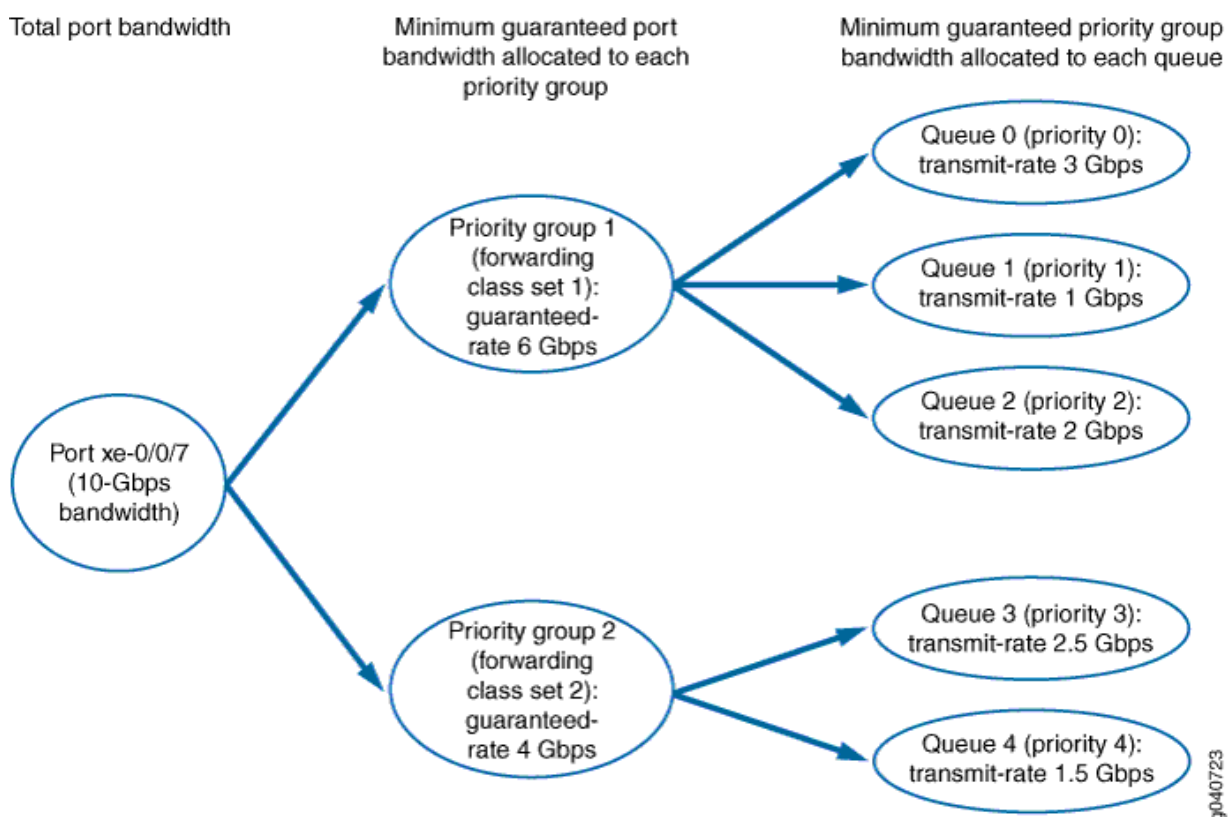 Total port bandwidth
Minimum guaranteed port
bandwidth allocated to each
priority group
Minimum guaranteed priority group
bandwidth allocated to each queue
Port xe-0/0/7
(10-Gbps
bandwidth)
Priority group 1
(forwarding
class set 1):
guaranteed-
rate 6 Gbps
Queue 0 (priority 0):
transmit-rate 3 Gbps
Queue 1 (priority 1):
transmit-rate 1 Gbps
Queue 2 (priority 2):
transmit-rate 2 Gbps
Priority group 2
(forwarding
class set 2):
guaranteed-
rate 4 Gbps
Queue 3 (priority 3):
transmit-rate 2.5 Gbps
Queue 4 (priority 4):
transmit-rate 1.5 Gbps
g040723